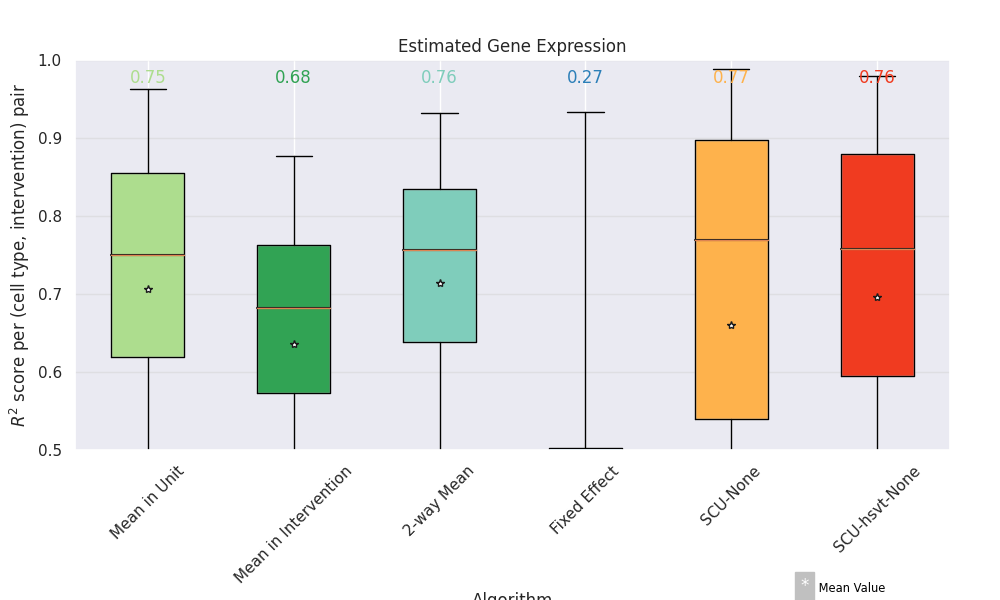 Estimated Gene Expression
R² score per (cell type, intervention) pair
1.0
0.9
0.8
0.7
0.6
0.5
0.75
0.68
0.76
0.27
0.77
0.76
Mean in Unit
Mean in Intervention
2-way Mean
Fixed Effect
SCU-None
SCU-hsvt-None
Algorithm
* Mean Value